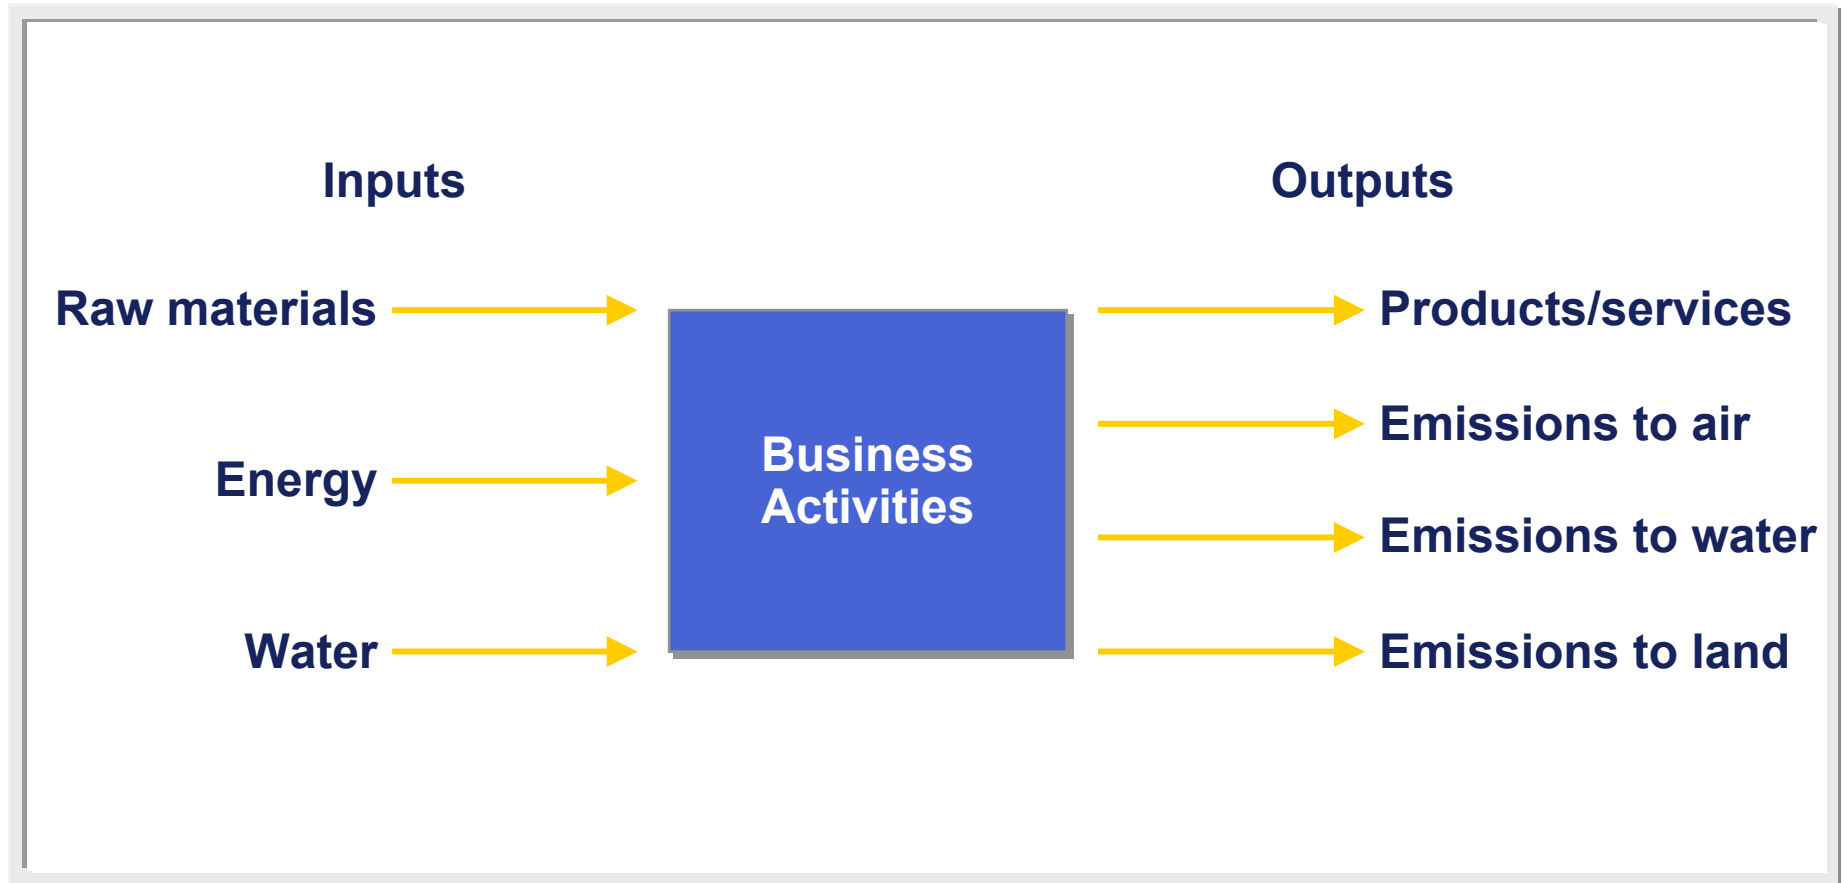 Inputs
Outputs
Raw materials
Products/services
Emissions to air
Business
Activities
Energy
Emissions to water
Water
Emissions to land